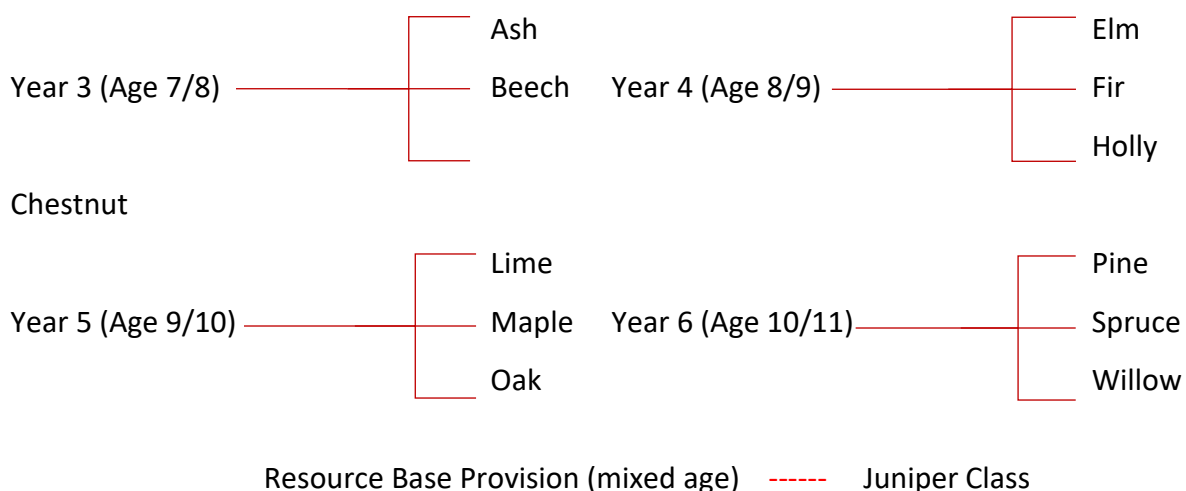 Ash
Elm
Year 3 (Age 7/8) Beech Year 4 (Age 8/9) Fir
Holly
Chestnut
Lime
Pine
Year 5 (Age 9/10) Maple Year 6 (Age 10/11) Spruce
Oak
Willow
Resource Base Provision (mixed age) ------ Juniper Class